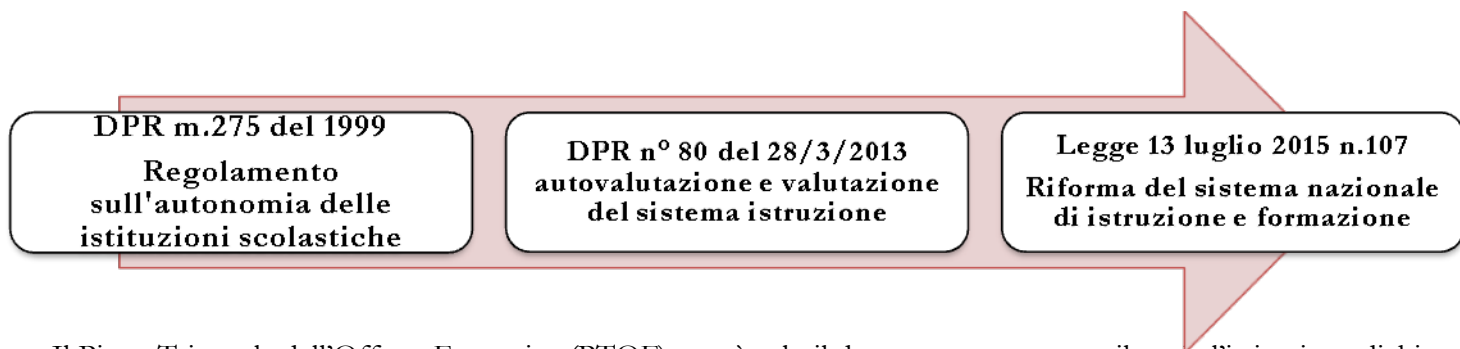 DPR m.275 del 1999
Regolamento
sull'autonomia delle
istituzioni scolastiche
DPR n° 80 del 28/3/2013
autovalutazione e valutazione
del sistema istruzione
Legge 13 luglio 2015 n.107
Riforma del sistema nazionale
di istruzione e formazione